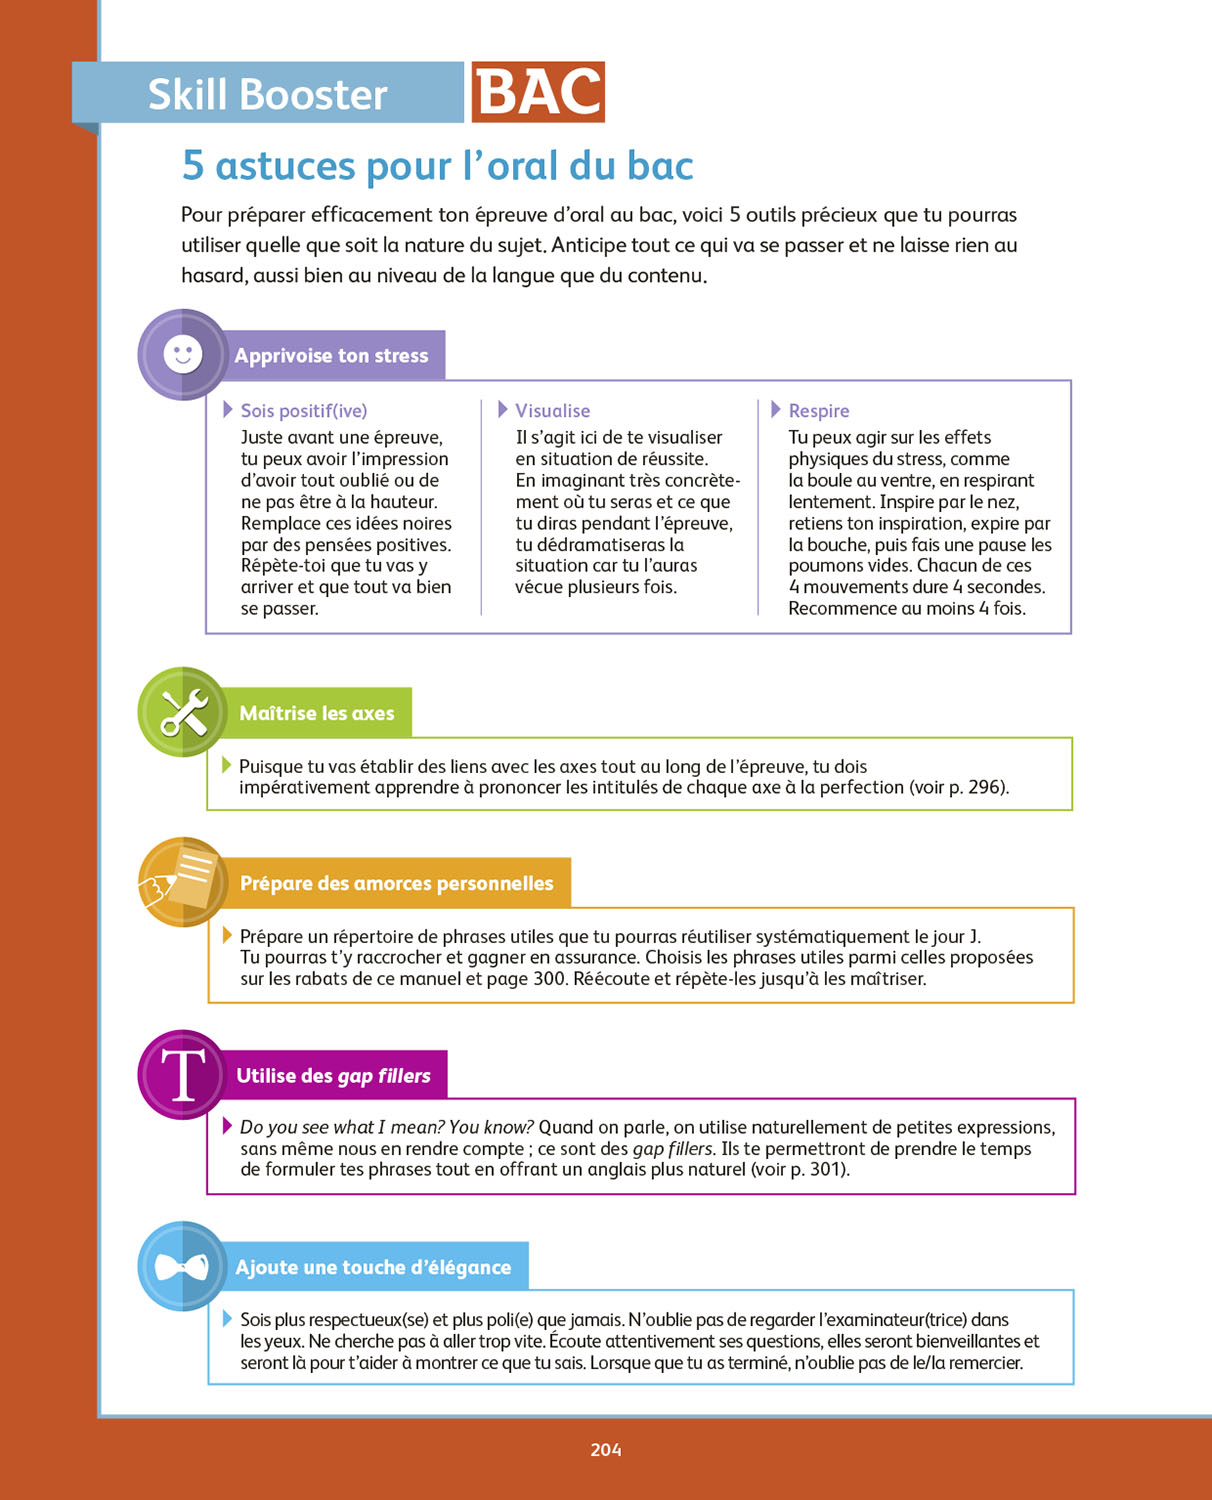 Skill Booster BAC
5 astuces pour l'oral du bac
Pour préparer efficacement ton épreuve d'oral au bac, voici 5 outils précieux que tu pourras
utiliser quelle que soit la nature du sujet. Anticipe tout ce qui va se passer et ne laisse rien au
hasard, aussi bien au niveau de la langue que du contenu.
Apprivoise ton stress
Sois positif(ive)
Juste avant une épreuve,
tu peux avoir l'impression
d'avoir tout oublié ou de
ne pas être à la hauteur.
Remplace ces idées noires
par des pensées positives.
Répète-toi que tu vas y
arriver et que tout va bien
se passer.
Visualise
Il s'agit ici de te visualiser
en situation de réussite.
En imaginant très concrète-
ment où tu seras et ce que
tu diras pendant l'épreuve,
tu dédramatiseras la
situation car tu l'auras
vécue plusieurs fois.
Respire
Tu peux agir sur les effets
physiques du stress, comme
la boule au ventre, en respirant
lentement. Inspire par le nez,
retiens ton inspiration, expire par
la bouche, puis fais une pause les
poumons vides. Chacun de ces
4 mouvements dure 4 secondes.
Recommence au moins 4 fois.
Maîtrise les axes
Puisque tu vas établir des liens avec les axes tout au long de l'épreuve, tu dois
impérativement apprendre à prononcer les intitulés de chaque axe à la perfection (voir p. 296).
Prépare des amorces personnelles
Prépare un répertoire de phrases utiles que tu pourras réutiliser systématiquement le jour J.
Tu pourras t'y raccrocher et gagner en assurance. Choisis les phrases utiles parmi celles proposées
sur les rabats de ce manuel et page 300. Réécoute et répète-les jusqu'à les maîtriser.
T
Utilise des gap fillers
Do you see what I mean? You know? Quand on parle, on utilise naturellement de petites expressions,
sans même nous en rendre compte ; ce sont des gap fillers. Ils te permettront de prendre le temps
de formuler tes phrases tout en offrant un anglais plus naturel (voir p. 301).
Ajoute une touche d'élégance
Sois plus respectueux(se) et plus poli(e) que jamais. N'oublie pas de regarder l'examinateur(trice) dans
les yeux. Ne cherche pas à aller trop vite. Écoute attentivement ses questions, elles seront bienveillantes et
seront là pour t'aider à montrer ce que tu sais. Lorsque que tu as terminé, n'oublie pas de le/la remercier.
204